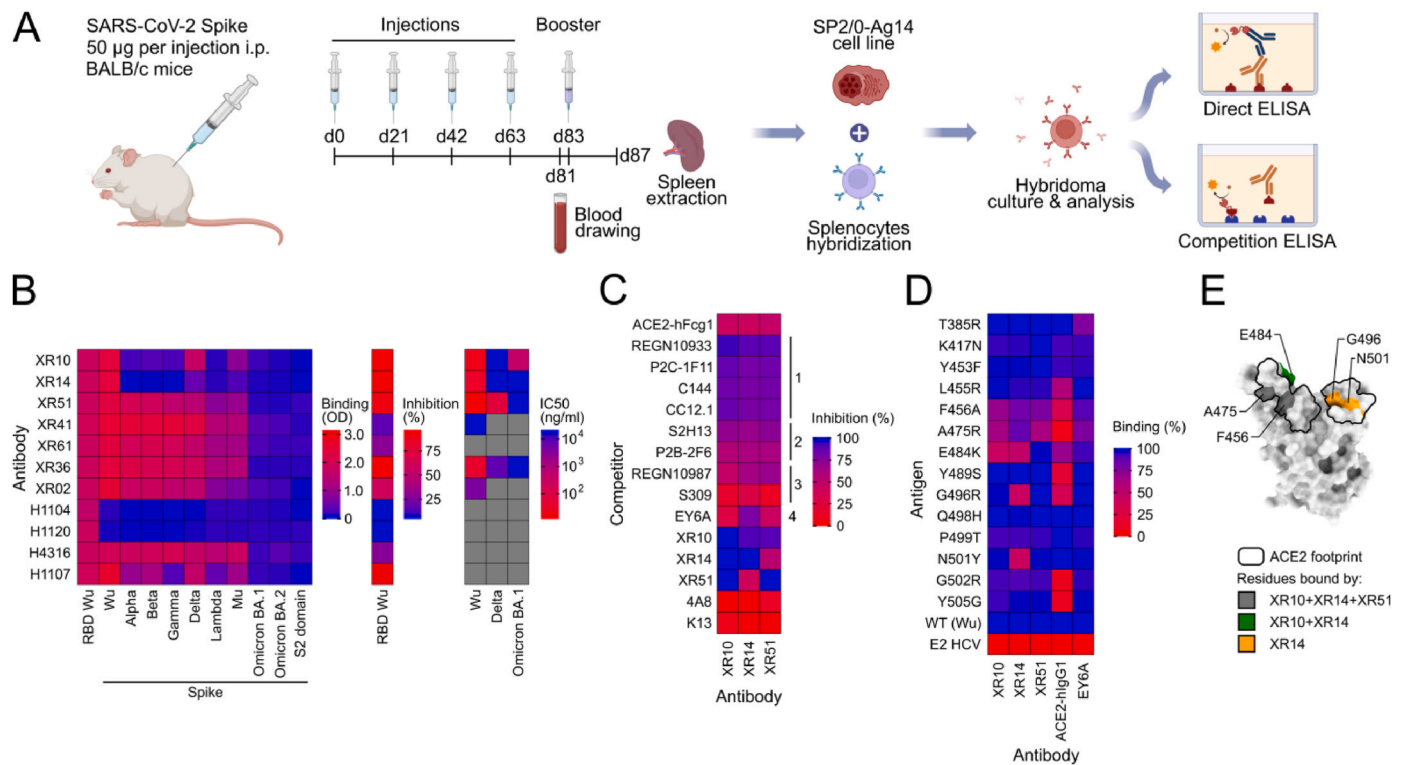 A
SARS-CoV-2 Spike
50 µg per injection i.p.
BALB/c mice
Injections
Booster
d0
d21
d42
d63
d83
d87
d81
Blood
drawing
Spleen
extraction
SP2/0-Ag14
cell line
Splenocytes
hybridization
Hybridoma
culture & analysis
Direct ELISA
Competition ELISA
B
Antibody
XR10
XR14
XR51
XR41
XR61
XR36
XR02
H1104
H1120
H4316
H1107
RBD Wu
Wu
Alpha
Beta
Gamma
Delta
Lambda
Mu
Omicron BA.1
Omicron BA.2
S2 domain
Spike
Binding
(OD)
3.0
2.0
1.0
0
RBD Wu
Inhibition
(%)
75
50
25
Wu
Delta
Omicron BA.1
IC50
(ng/ml)
10⁴
10³
10²
C
Competitor
ACE2-hFcg1
REGN10933
P2C-1F11
C144
CC12.1
S2H13
P2B-2F6
REGN10987
S309
EY6A
XR10
XR14
XR51
4A8
K13
1
2
3
4
XR10
XR14
XR51
Antibody
Inhibition (%)
100
75
50
25
0
D
Antigen
T385R
K417N
Y453F
L455R
F456A
A475R
E484K
Y489S
G496R
Q498H
P499T
N501Y
G502R
Y505G
WT (Wu)
E2 HCV
XR10
XR14
XR51
ACE2-hIgG1
EY6A
Antibody
Binding (%)
100
75
50
25
0
E
E484
G496
N501
A475
F456
ACE2 footprint
Residues bound by:
XR10+XR14+XR51
XR10+XR14
XR14